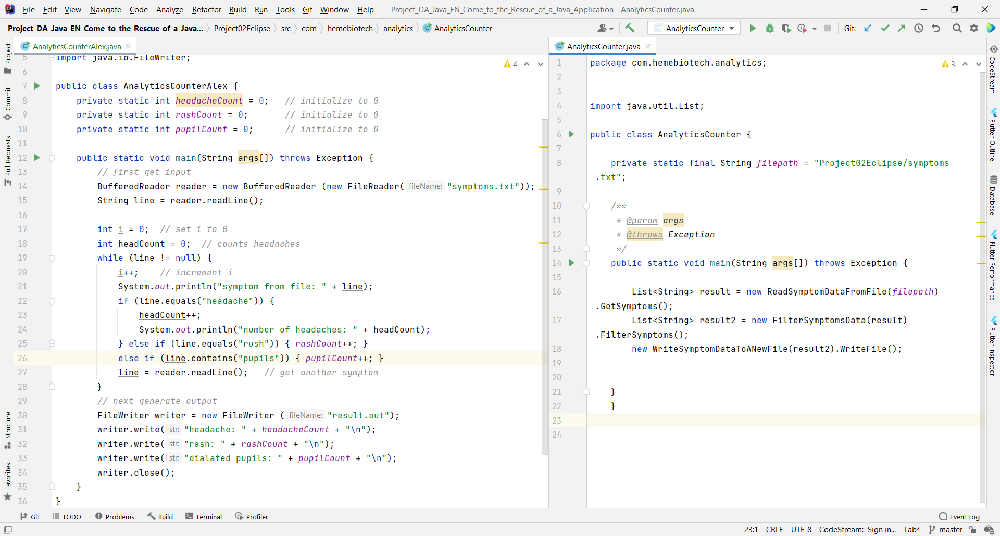 File Edit View Navigate Code Analyze Refactor Build Run Tools Git Window Help Project_DA_Java_EN_Come_to_the_Rescue_of_a_Java_Application - AnalyticsCounter.java
Project_DA_Java_EN_Come_to_the_Rescue_of_a_Java... Project02Eclipse src com hemebiotech analytics AnalyticsCounter AnalyticsCounter Git:
Project
Commit
Pull Requests
Structure
Favorites
AnalyticsCounterAlex.java
4
5 import java.io.FileWriter;
6
7 public class AnalyticsCounterAlex {
8 private static int headacheCount = 0; // initialize to 0
9 private static int rashCount = 0; // initialize to 0
10 private static int pupilCount = 0; // initialize to 0
11
12 public static void main(String args[]) throws Exception {
13 // first get input
14 BufferedReader reader = new BufferedReader (new FileReader( fileName: "symptoms.txt"));
15 String line = reader.readLine();
16
17 int i = 0; // set i to 0
18 int headCount = 0; // counts headaches
19 while (line != null) {
20 i++; // increment i
21 System.out.println("symptom from file: " + line);
22 if (line.equals("headache")) {
23 headCount++;
24 System.out.println("number of headaches: " + headCount);
25 } else if (line.equals("rush")) { rashCount++; }
26 else if (line.contains("pupils")) { pupilCount++; }
27 line = reader.readLine(); // get another symptom
28 }
29 // next generate output
30 FileWriter writer = new FileWriter ( fileName: "result.out");
31 writer.write( str: "headache: " + headacheCount + "\n");
32 writer.write( str: "rash: " + rashCount + "\n");
33 writer.write( str: "dialated pupils: " + pupilCount + "\n");
34 writer.close();
35 }
36 }
AnalyticsCounter.java
3
1 package com.hemebiotech.analytics;
2
3
4 import java.util.List;
5
6 public class AnalyticsCounter {
7
8 private static final String filepath = "Project02Eclipse/symptoms
.txt";
9
10 /**
11 * @param args
12 * @throws Exception
13 */
14 public static void main(String args[]) throws Exception {
15
16 List<String> result = new ReadSymptomDataFromFile(filepath)
.GetSymptoms();
17 List<String> result2 = new FilterSymptomsData(result)
.FilterSymptoms();
18 new WriteSymptomDataToANewFile(result2).WriteFile();
19
20
21 }
22 }
23
24
CodeStream
Flutter Outline
Database
Flutter Performance
Flutter Inspector
Git TODO Problems Build Terminal Profiler Event Log
23:1 CRLF UTF-8 CodeStream: Sign in... Tab* master